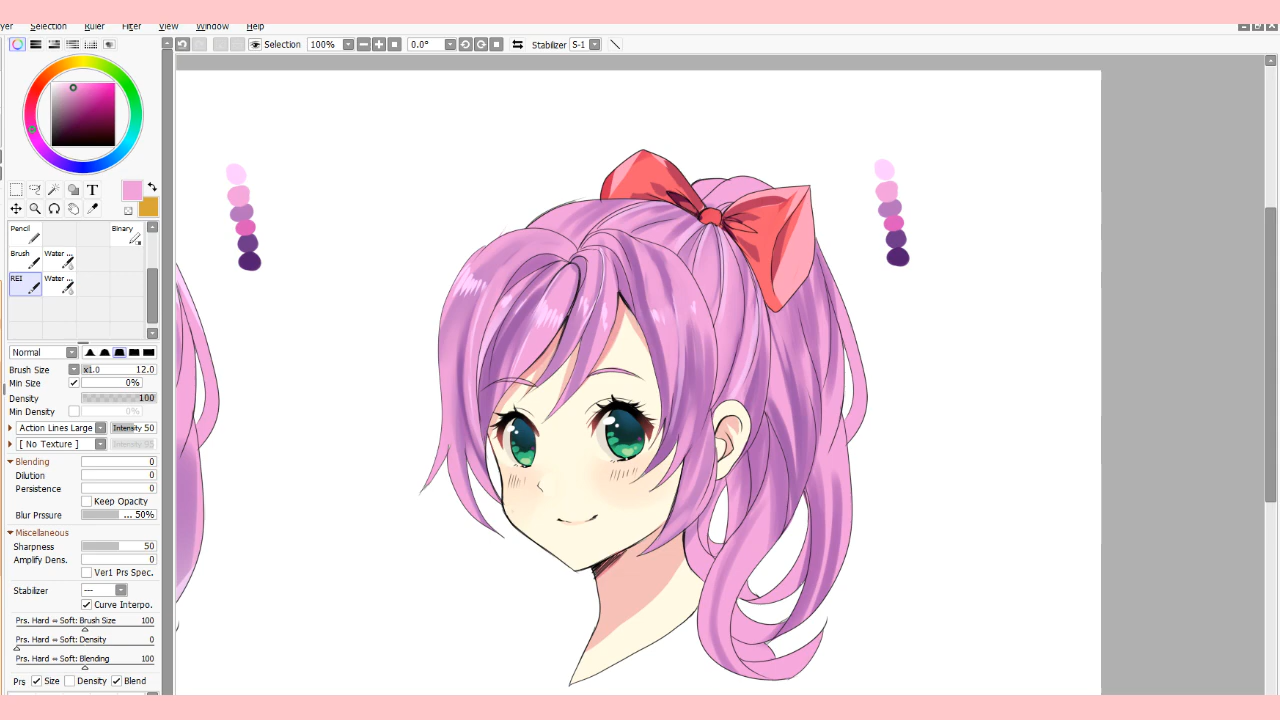 yer Selection Ruler Filter View Window Help
Selection 100% 0.0° Stabilizer S-1
T
Pencil Binary
Brush Water ...
REI Water ...
Normal
Brush Size x1.0 12.0
Min Size 0%
Density 100
Min Density 0%
Action Lines Large Intensity 50
[ No Texture ] Intensity 95
Blending 0
Dilution 0
Persistence 0
Keep Opacity
Blur Prssure ... 50%
Miscellaneous
Sharpness 50
Amplify Dens. 0
Ver1 Prs Spec.
Stabilizer ---
Curve Interpo.
Prs. Hard ⇔ Soft: Brush Size 100
Prs. Hard ⇔ Soft: Density 0
Prs. Hard ⇔ Soft: Blending 100
Prs Size Density Blend